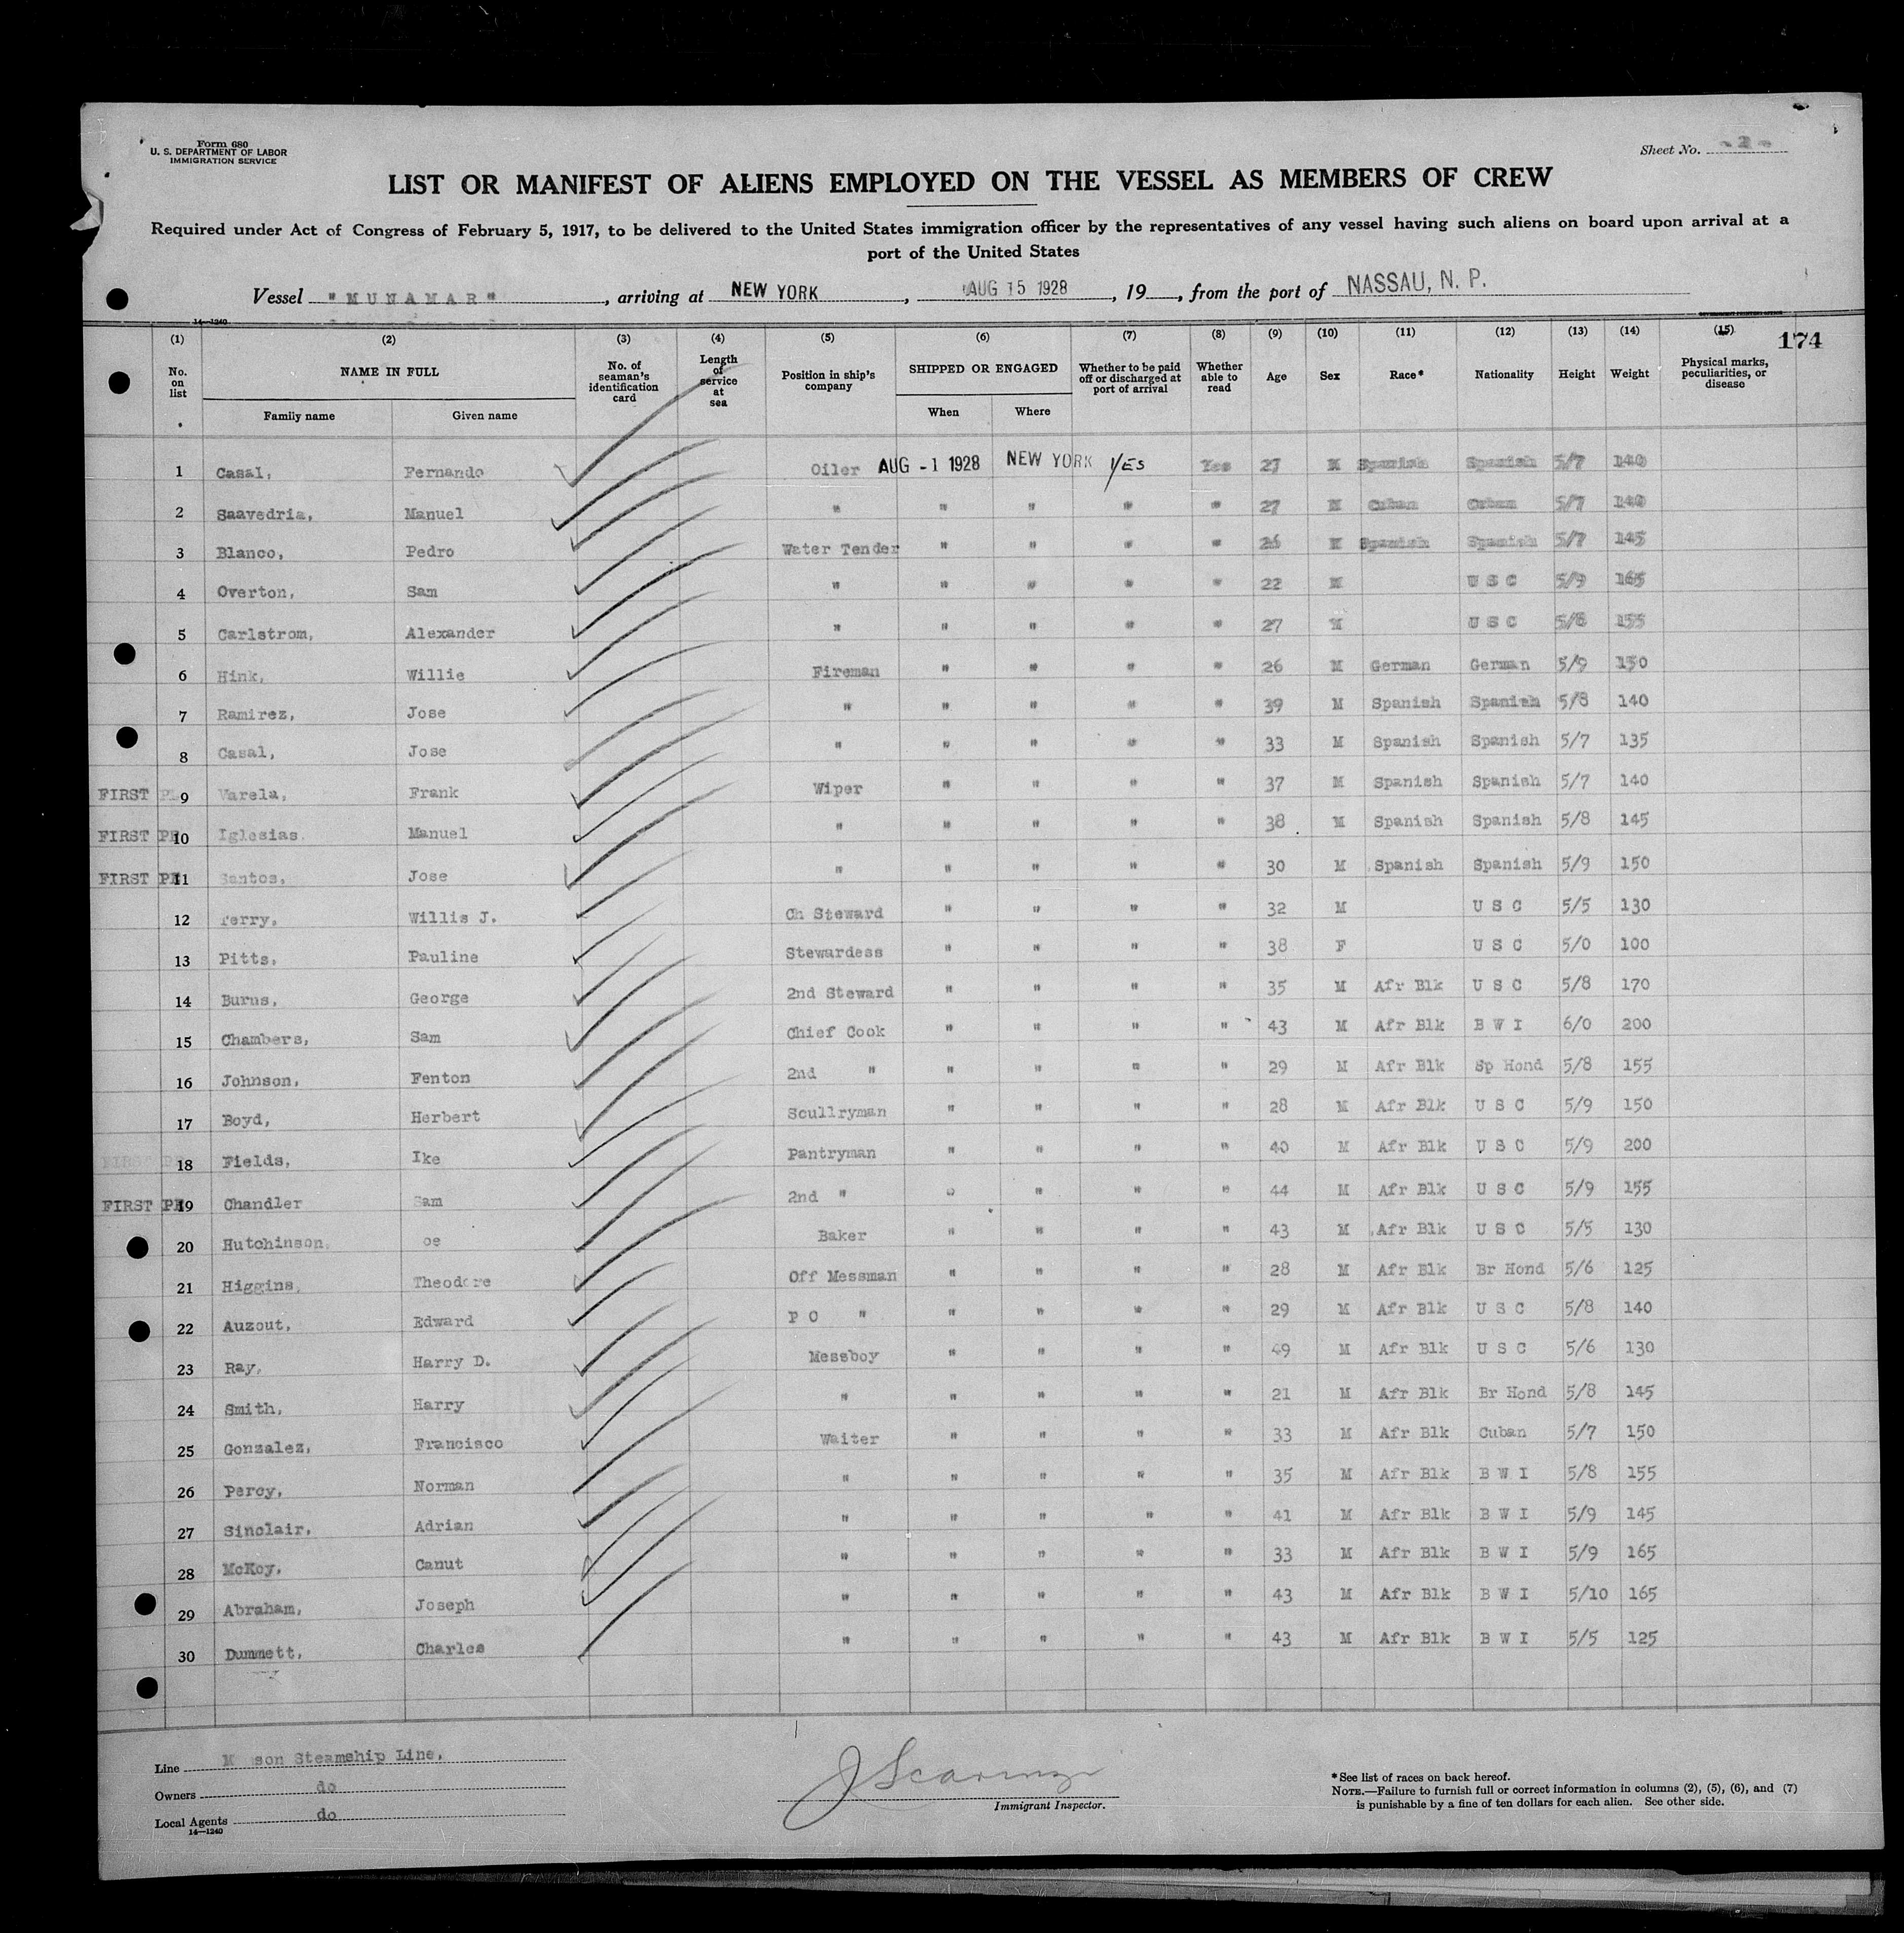 Form 680
U. S. DEPARTMENT OF LABOR
IMMIGRATION SERVICE
Sheet No. -2-
LIST OR MANIFEST OF ALIENS EMPLOYED ON THE VESSEL AS MEMBERS OF CREW
Required under Act of Congress of February 5, 1917, to be delivered to the United States immigration officer by the representatives of any vessel having such aliens on board upon arrival at a
port of the United States
Vessel "MUNAMAR", arriving at NEW YORK, AUG 15 1928, 19, from the port of NASSAU, N. P.
14—1240
174
(1) (2) (3) (4) (5) (6) (7) (8) (9) (10) (11) (12) (13) (14) (15)
No. on list NAME IN FULL No. of seaman's identification card Length of service at sea Position in ship's company SHIPPED OR ENGAGED Whether to be paid off or discharged at port of arrival Whether able to read Age Sex Race* Nationality Height Weight Physical marks, peculiarities, or disease
Family name Given name When Where
1 Casal, Fernando Oiler AUG -1 1928 NEW YORK YES Yes 27 M Spanish Spanish 5/7 140
2 Saavedria, Manuel " " " " " 27 M Cuban Cuban 5/7 140
3 Blanco, Pedro Water Tender " " " " 26 M Spanish Spanish 5/7 145
4 Overton, Sam " " " " " 22 M U S C 5/9 165
5 Carlstrom, Alexander " " " " " 27 M U S C 5/8 155
6 Hink, Willie Fireman " " " " 26 M German German 5/9 150
7 Ramirez, Jose " " " " " 39 M Spanish Spanish 5/8 140
8 Casal, Jose " " " " " 33 M Spanish Spanish 5/7 135
FIRST 9 Varela, Frank Wiper " " " " 37 M Spanish Spanish 5/7 140
FIRST PP 10 Iglesias. Manuel " " " " " 38 M Spanish Spanish 5/8 145
FIRST PP 11 Santos, Jose " " " " " 30 M Spanish Spanish 5/9 150
12 Terry, Willis J. Ch Steward " " " " 32 M U S C 5/5 130
13 Pitts, Pauline Stewardess " " " " 38 F U S C 5/0 100
14 Burns, George 2nd Steward " " " " 35 M Afr Blk U S C 5/8 170
15 Chambers, Sam Chief Cook " " " " 43 M Afr Blk B W I 6/0 200
16 Johnson, Fenton 2nd " " " " " 29 M Afr Blk Sp Hond 5/8 155
17 Boyd, Herbert Scullryman " " " " 28 M Afr Blk U S C 5/9 150
FIRST 18 Fields, Ike Pantryman " " " " 40 M Afr Blk U S C 5/9 200
FIRST PP 19 Chandler Sam 2nd " " " " " 44 M Afr Blk U S C 5/9 155
20 Hutchinson, oe Baker " " " " 43 M Afr Blk U S C 5/5 130
21 Higgins, Theodore Off Messman " " " " 28 M Afr Blk Br Hond 5/6 125
22 Auzout, Edward P O " " " " " 29 M Afr Blk U S C 5/8 140
23 Ray, Harry D. Messboy " " " " 49 M Afr Blk U S C 5/6 130
24 Smith, Harry " " " " " 21 M Afr Blk Br Hond 5/8 145
25 Gonzalez, Francisco Waiter " " " " 33 M Afr Blk Cuban 5/7 150
26 Percy, Norman " " " " " 35 M Afr Blk B W I 5/8 155
27 Sinclair, Adrian " " " " " 41 M Afr Blk B W I 5/9 145
28 McKoy, Canut " " " " " 33 M Afr Blk B W I 5/9 165
29 Abraham, Joseph " " " " " 43 M Afr Blk B W I 5/10 165
30 Dummett, Charles " " " " " 43 M Afr Blk B W I 5/5 125
Line M son Steamship Line,
Owners do
Local Agents do
14—1240
Immigrant Inspector.
*See list of races on back hereof.
NOTE.—Failure to furnish full or correct information in columns (2), (5), (6), and (7)
is punishable by a fine of ten dollars for each alien. See other side.